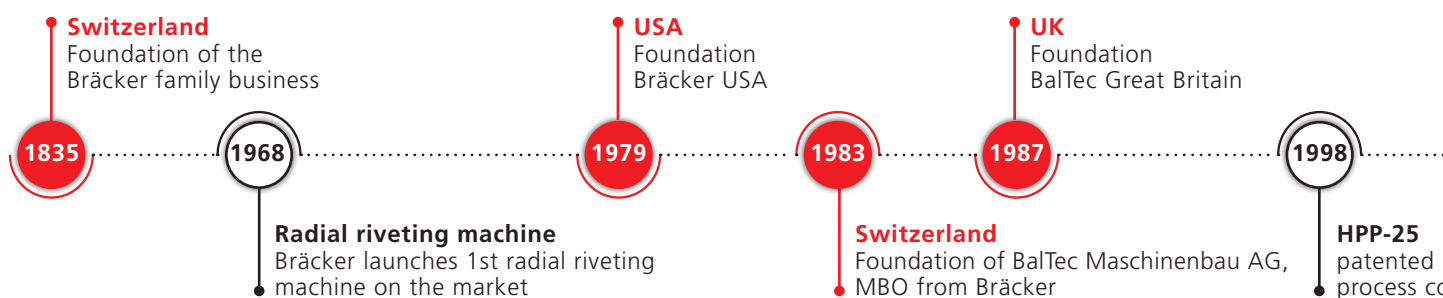 Switzerland
Foundation of the
Bräcker family business
USA
Foundation
Bräcker USA
UK
Foundation
BalTec Great Britain
1835
1968
1979
1983
1987
1998
Radial riveting machine
Bräcker launches 1st radial riveting
machine on the market
Switzerland
Foundation of BalTec Maschinenbau AG,
MBO from Bräcker
HPP-25
patented
process